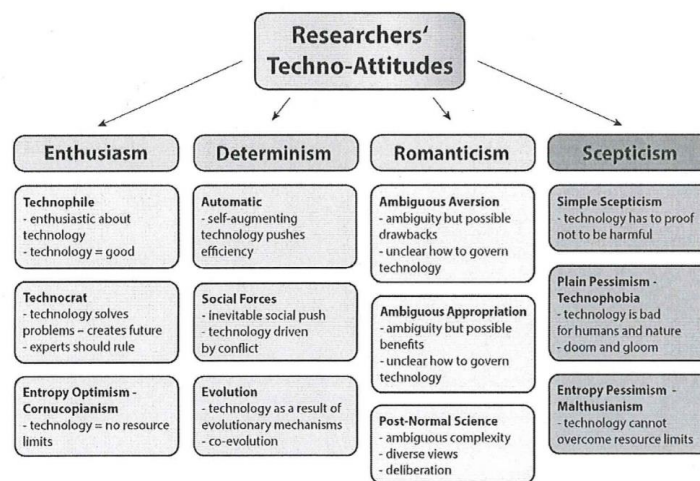 Researchers‘
Techno-Attitudes
Enthusiasm
Technophile
- enthusiastic about
technology
- technology = good
Technocrat
- technology solves
problems – creates future
- experts should rule
Entropy Optimism -
Cornucopianism
- technology = no resource
limits
Determinism
Automatic
- self-augmenting
technology pushes
efficiency
Social Forces
- inevitable social push
- technology driven
by conflict
Evolution
- technology as a result of
evolutionary mechanisms
- co-evolution
Romanticism
Ambiguous Aversion
- ambiguity but possible
drawbacks
- unclear how to govern
technology
Ambiguous Appropriation
- ambiguity but possible
benefits
- unclear how to govern
technology
Post-Normal Science
- ambiguous complexity
- diverse views
- deliberation
Scepticism
Simple Scepticism
- technology has to proof
not to be harmful
Plain Pessimism -
Technophobia
- technology is bad
for humans and nature
- doom and gloom
Entropy Pessimism -
Malthusianism
- technology cannot
overcome resource limits